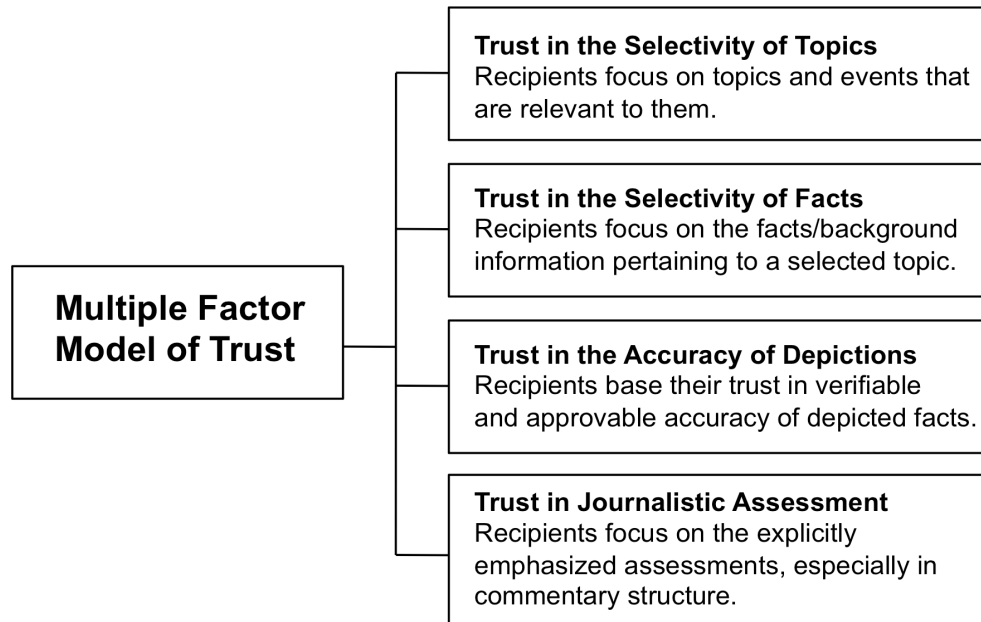 Trust in the Selectivity of Topics
Recipients focus on topics and events that
are relevant to them.
Trust in the Selectivity of Facts
Recipients focus on the facts/background
information pertaining to a selected topic.
Multiple Factor
Model of Trust
Trust in the Accuracy of Depictions
Recipients base their trust in verifiable
and approvable accuracy of depicted facts.
Trust in Journalistic Assessment
Recipients focus on the explicitly
emphasized assessments, especially in
commentary structure.